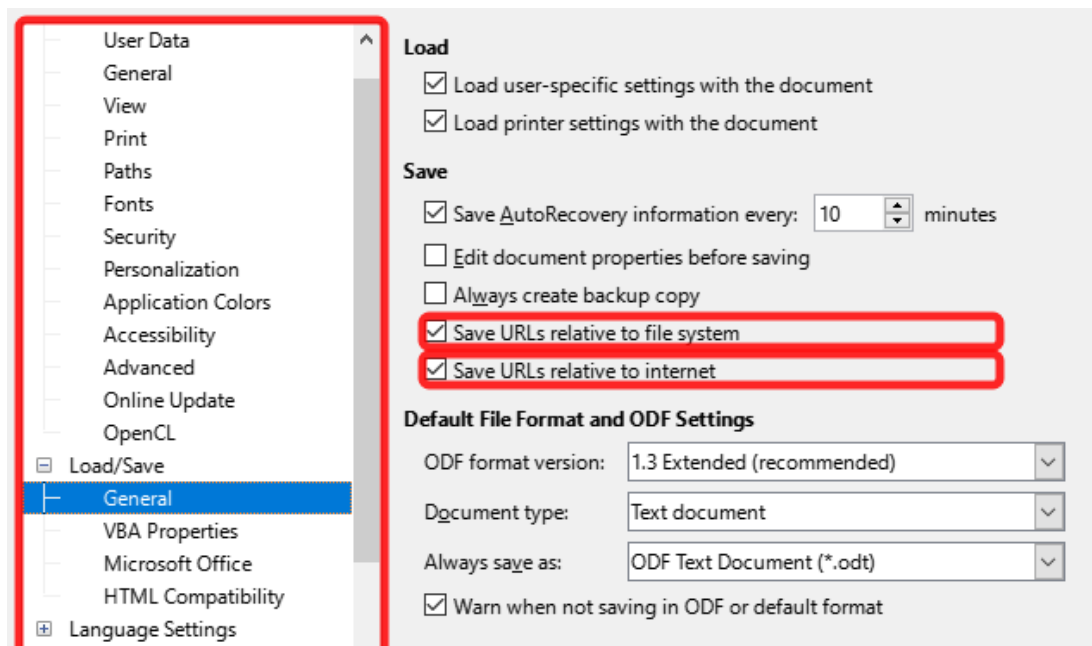 User Data
General
View
Print
Paths
Fonts
Security
Personalization
Application Colors
Accessibility
Advanced
Online Update
OpenCL
Load/Save
General
VBA Properties
Microsoft Office
HTML Compatibility
Language Settings
Load
Load user-specific settings with the document
Load printer settings with the document
Save
Save AutoRecovery information every: 10 minutes
Edit document properties before saving
Always create backup copy
Save URLs relative to file system
Save URLs relative to internet
Default File Format and ODF Settings
ODF format version: 1.3 Extended (recommended)
Document type: Text document
Always save as: ODF Text Document (*.odt)
Warn when not saving in ODF or default format